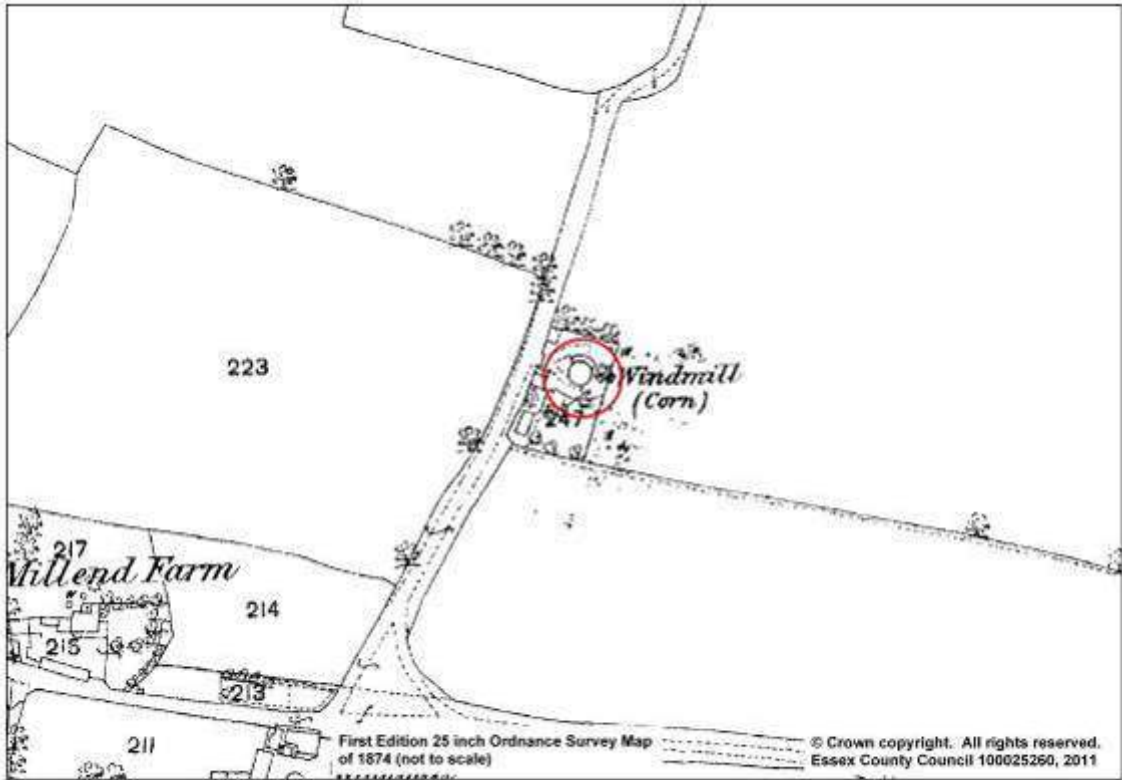 223
Windmill
(Corn)
247
217
Millend Farm
214
215
213
211
First Edition 25 inch Ordnance Survey Map
of 1874 (not to scale)
© Crown copyright. All rights reserved.
Essex County Council 100025260, 2011